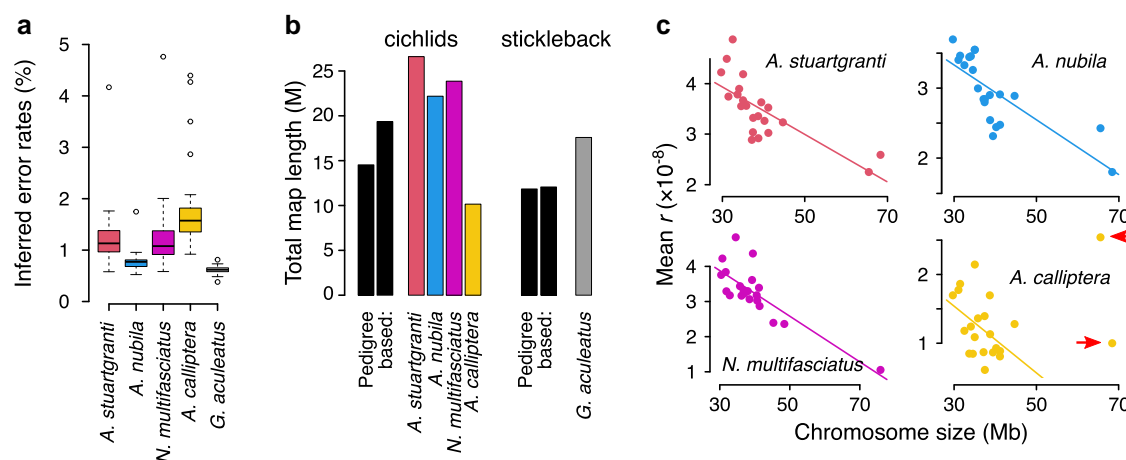 a
Inferred error rates (%)
5
4
3
2
1
0
A. stuartgranti
A. nubila
N. multifasciatus
A. calliptera
G. aculeatus
b
cichlids
stickleback
Total map length (M)
25
20
15
10
5
0
Pedigree
based:
A. stuartgranti
A. nubila
N. multifasciatus
A. calliptera
Pedigree
based:
G. aculeatus
c
Mean r (×10⁻⁸)
A. stuartgranti
4
3
2
30 50 70
A. nubila
3
2
30 50 70
N. multifasciatus
4
3
2
1
30 50 70
A. calliptera
2
1
30 50 70
Chromosome size (Mb)